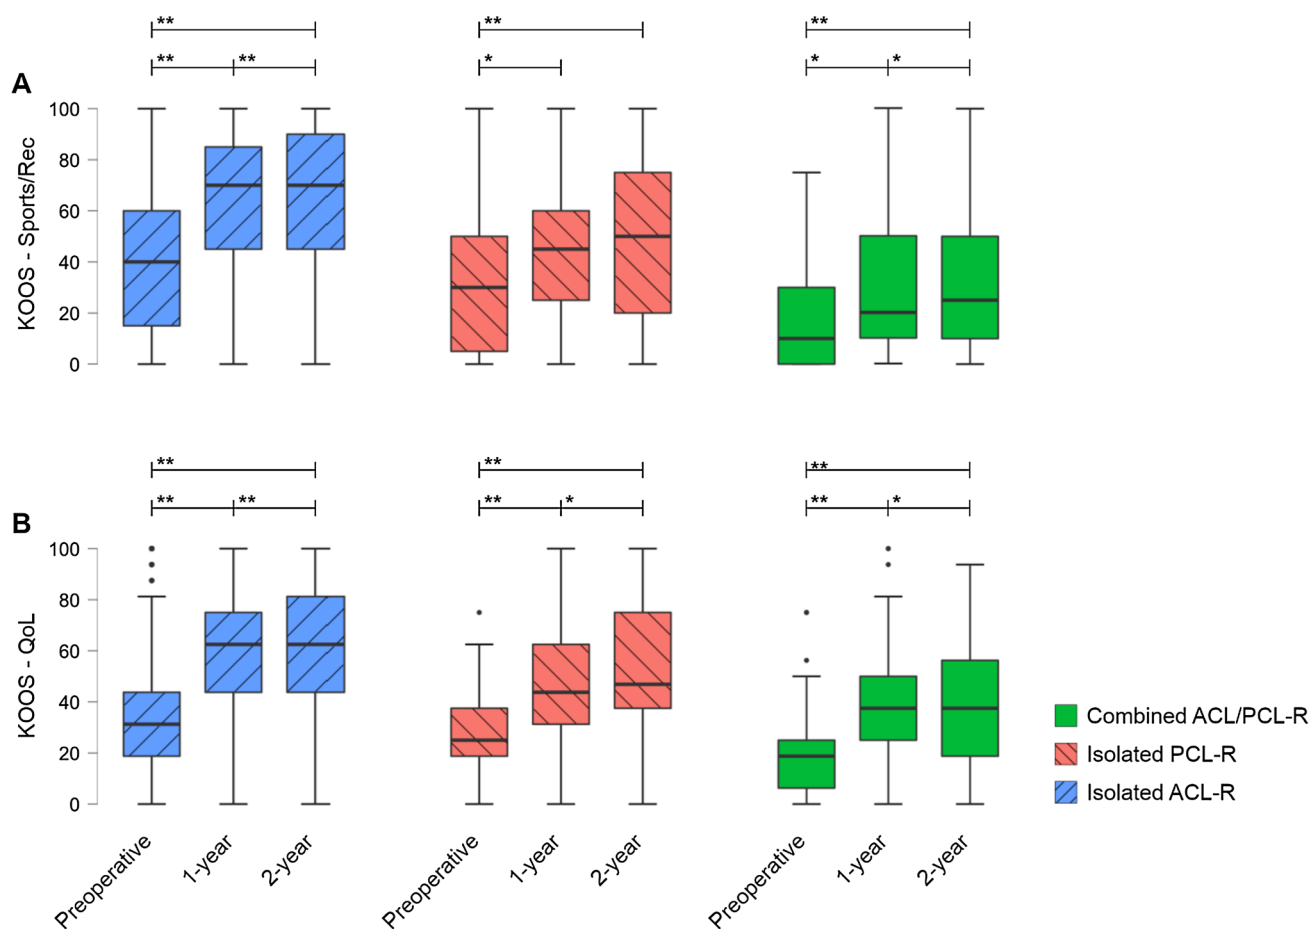 ** ** **
** ** * * *
A
100
80
60
40
20
0
KOOS - Sports/Rec
** ** **
** ** ** * ** *
B
100
80
60
40
20
0
KOOS - QoL
Combined ACL/PCL-R
Isolated PCL-R
Isolated ACL-R
Preoperative 1-year 2-year Preoperative 1-year 2-year Preoperative 1-year 2-year